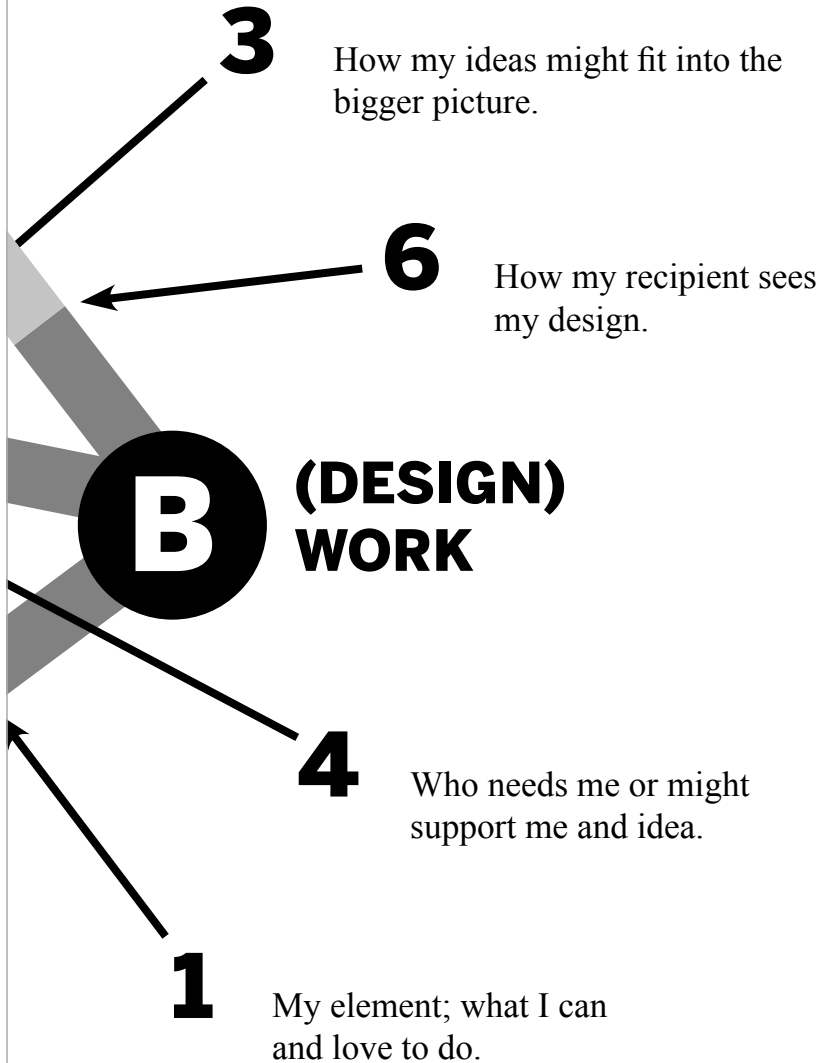 3
How my ideas might fit into the
bigger picture.
6
How my recipient sees
my design.
B
(DESIGN)
WORK
4
Who needs me or might
support me and idea.
1
My element; what I can
and love to do.